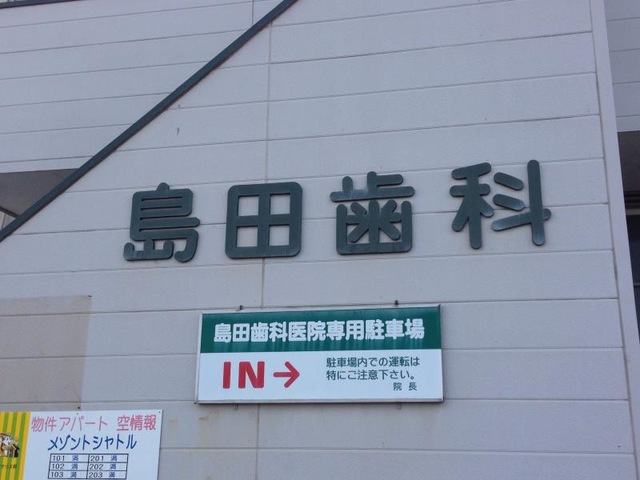 島田歯科
島田歯科医院専用駐車場
IN→
駐車場内での運転は
特にご注意下さい。
院長
物件アパート 空情報
メゾントシャトル
101 満 201 満
102 満 202 満
103 満 203 満